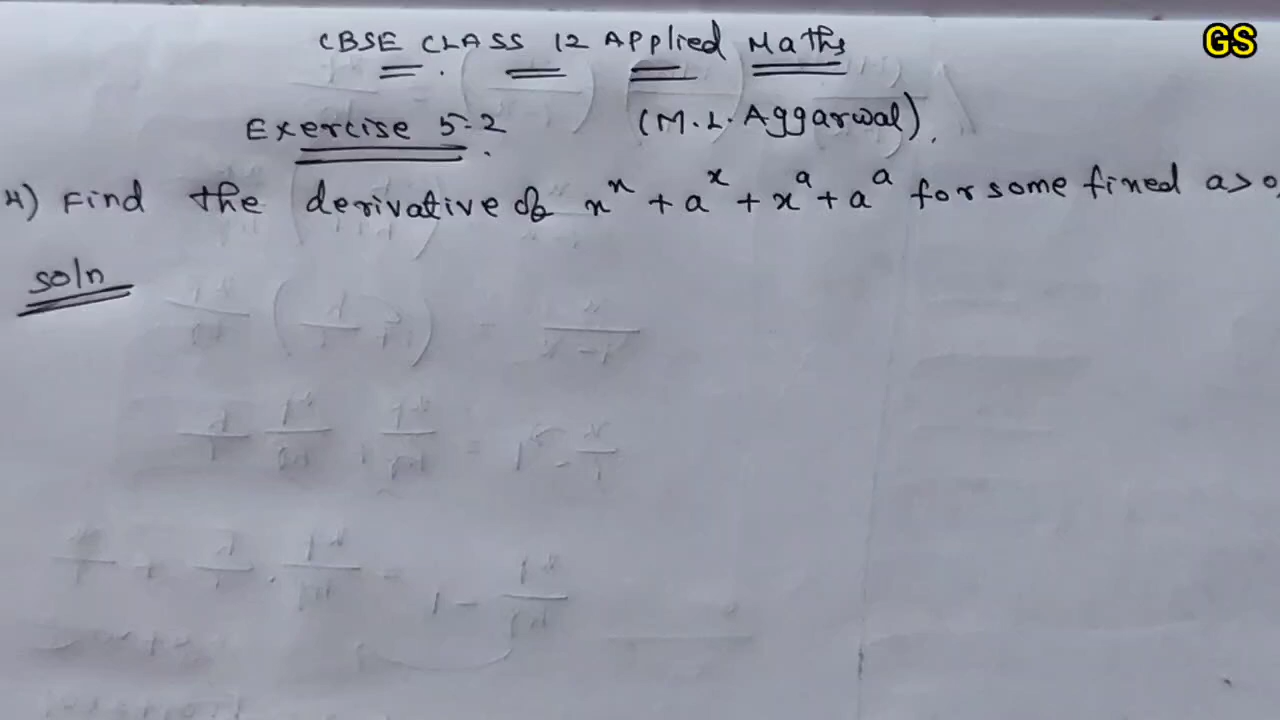 GS
CBSE CLASS 12 Applied Maths
Exercise 5.2 (M.L. Aggarwal).
4) Find the derivative of x^x + a^x + x^a + a^a for some fixed a>0,
soln